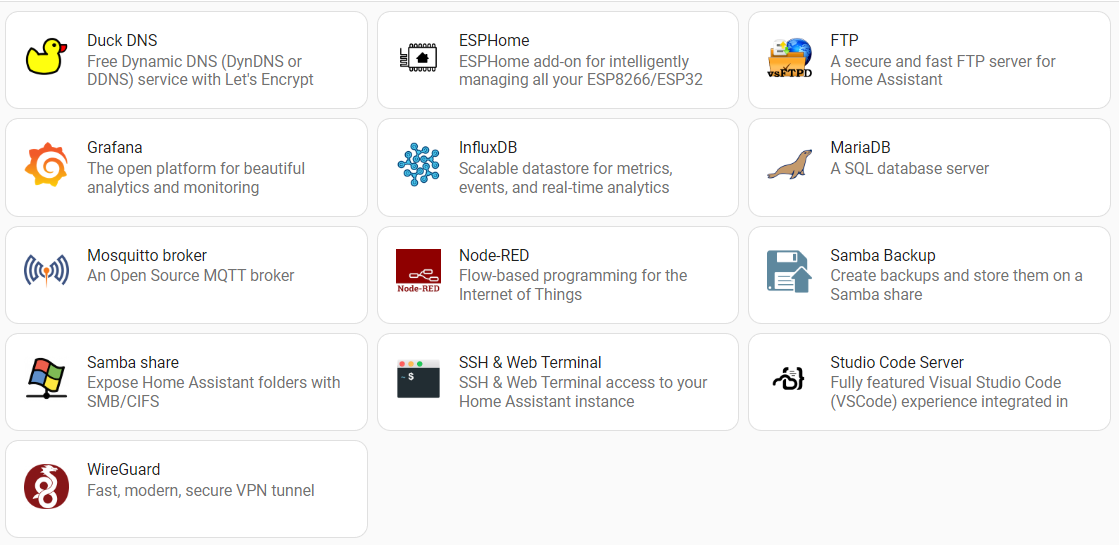 Duck DNS
Free Dynamic DNS (DynDNS or
DDNS) service with Let's Encrypt
ESPHome
ESPHome add-on for intelligently
managing all your ESP8266/ESP32
vsFTPD
FTP
A secure and fast FTP server for
Home Assistant
Grafana
The open platform for beautiful
analytics and monitoring
InfluxDB
Scalable datastore for metrics,
events, and real-time analytics
MariaDB
A SQL database server
Mosquitto broker
An Open Source MQTT broker
Node-RED
Node-RED
Flow-based programming for the
Internet of Things
Samba Backup
Create backups and store them on a
Samba share
Samba share
Expose Home Assistant folders with
SMB/CIFS
~ $
SSH & Web Terminal
SSH & Web Terminal access to your
Home Assistant instance
Studio Code Server
Fully featured Visual Studio Code
(VSCode) experience integrated in
WireGuard
Fast, modern, secure VPN tunnel